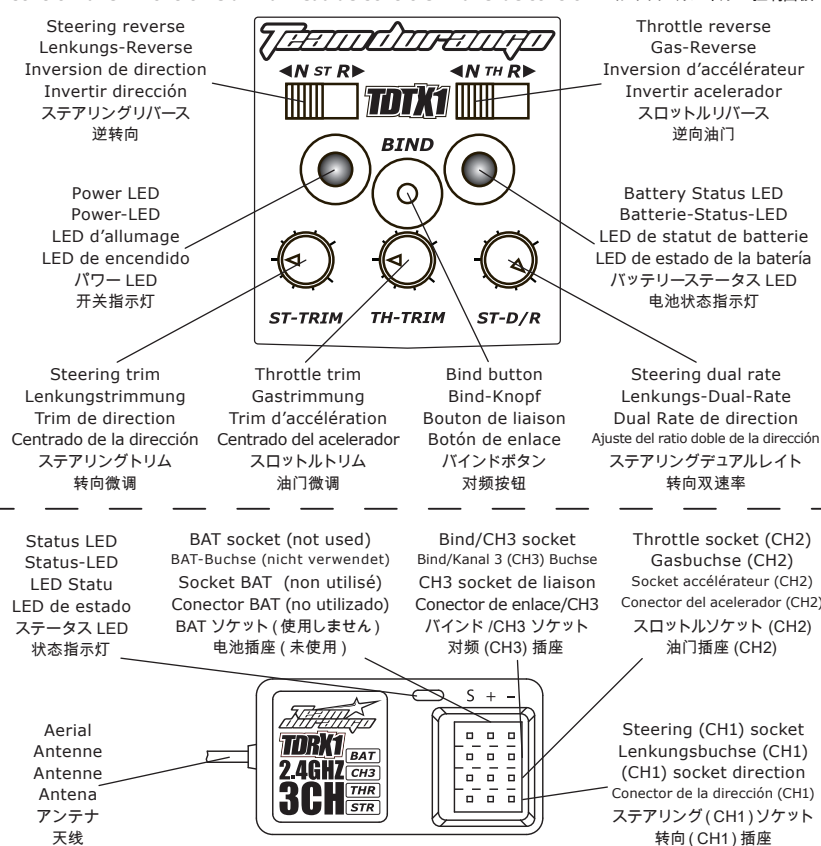 Steering reverse
Lenkungs-Reverse
Inversion de direction
Invertir dirección
ステアリングリバース
逆转向
Throttle reverse
Gas-Reverse
Inversion d'accélérateur
Invertir acelerador
スロットルリバース
逆向油门
Teamdurango
◀N ST R▶
TDTX1
◀N TH R▶
BIND
Power LED
Power-LED
LED d'allumage
LED de encendido
パワー LED
开关指示灯
Battery Status LED
Batterie-Status-LED
LED de statut de batterie
LED de estado de la batería
バッテリーステータス LED
电池状态指示灯
ST-TRIM
TH-TRIM
ST-D/R
Steering trim
Lenkungstrimmung
Trim de direction
Centrado de la dirección
ステアリングトリム
转向微调
Throttle trim
Gastrimmung
Trim d'accélération
Centrado del acelerador
スロットルトリム
油门微调
Bind button
Bind-Knopf
Bouton de liaison
Botón de enlace
バインドボタン
对频按钮
Steering dual rate
Lenkungs-Dual-Rate
Dual Rate de direction
Ajuste del ratio doble de la dirección
ステアリングデュアルレイト
转向双速率
Status LED
Status-LED
LED Statu
LED de estado
ステータス LED
状态指示灯
BAT socket (not used)
BAT-Buchse (nicht verwendet)
Socket BAT (non utilisé)
Conector BAT (no utilizado)
BAT ソケット ( 使用しません )
电池插座 ( 未使用 )
Bind/CH3 socket
Bind/Kanal 3 (CH3) Buchse
CH3 socket de liaison
Conector de enlace/CH3
バインド /CH3 ソケット
对频 (CH3) 插座
Throttle socket (CH2)
Gasbuchse (CH2)
Socket accélérateur (CH2)
Conector del acelerador (CH2)
スロットルソケット (CH2)
油门插座 (CH2)
Aerial
Antenne
Antenne
Antena
アンテナ
天线
Team
durango
TDRX1
2.4GHZ
3CH
BAT
CH3
THR
STR
S + −
Steering (CH1) socket
Lenkungsbuchse (CH1)
(CH1) socket direction
Conector de la dirección (CH1)
ステアリング ( CH1 ) ソケット
转向 ( CH1 ) 插座